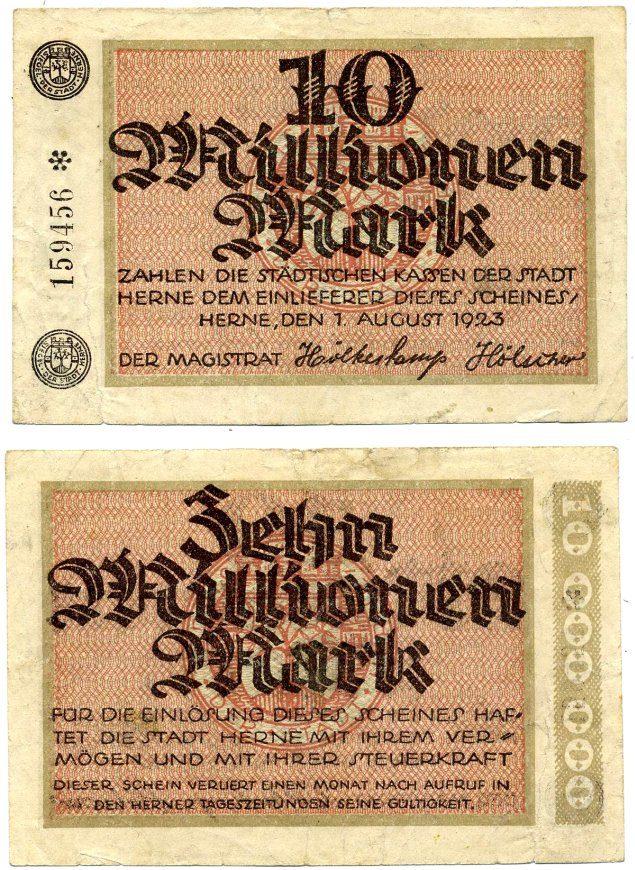 10
Millionen
Mark
ZAHLEN DIE STÄDTISCHEN KASSEN DER STADT
HERNE DEM EINLIEFERER DIESES SCHEINES/
HERNE, DEN 1. AUGUST 1923
DER MAGISTRAT Hölkeskamp Hölscher
159456 *
Zehn
Millionen
Mark
FÜR DIE EINLÖSUNG DIESES SCHEINES HAF-
TET DIE STADT HERNE MIT IHREM VER-
MÖGEN UND MIT IHRER STEUERKRAFT
DIESER SCHEIN VERLIERT EINEN MONAT NACH AUFRUF IN
DEN HERNER TAGESZEITUNGEN SEINE GÜLTIGKEIT.
10 000 000